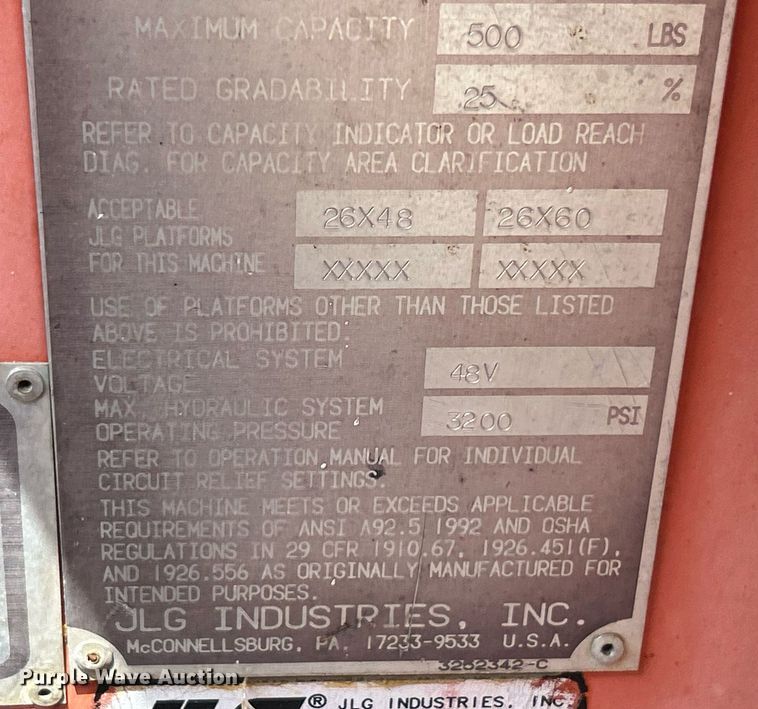 MAXIMUM CAPACITY 500 LBS
RATED GRADABILITY 25 %
REFER TO CAPACITY INDICATOR OR LOAD REACH
DIAG. FOR CAPACITY AREA CLARIFICATION
ACCEPTABLE 26X48 26X60
JLG PLATFORMS
FOR THIS MACHINE XXXXX XXXXX
USE OF PLATFORMS OTHER THAN THOSE LISTED
ABOVE IS PROHIBITED.
ELECTRICAL SYSTEM
VOLTAGE 48V
MAX. HYDRAULIC SYSTEM
OPERATING PRESSURE 3200 PSI
REFER TO OPERATION MANUAL FOR INDIVIDUAL
CIRCUIT RELIEF SETTINGS.
THIS MACHINE MEETS OR EXCEEDS APPLICABLE
REQUIREMENTS OF ANSI A92.5 1992 AND OSHA
REGULATIONS IN 29 CFR 1910.67, 1926.451(F),
AND 1926.556 AS ORIGINALLY MANUFACTURED FOR
INTENDED PURPOSES.
JLG INDUSTRIES, INC.
McCONNELLSBURG, PA. 17233-9533 U.S.A.
3252342-C
® JLG INDUSTRIES, INC.
Purple Wave Auction